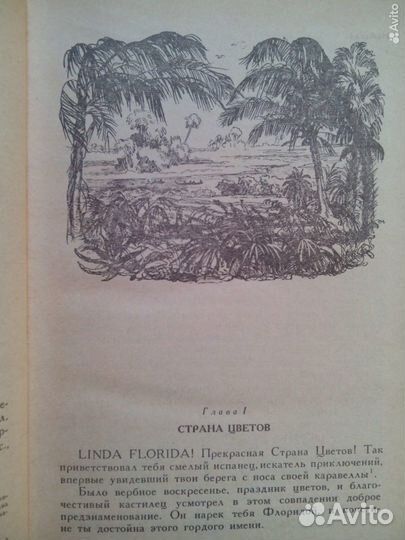 Avito
Глава I
СТРАНА ЦВЕТОВ
LINDA FLORIDA! Прекрасная Страна Цветов! Так
приветствовал тебя смелый испанец, искатель приключений,
впервые увидевший твои берега с носа своей каравеллы¹.
Было вербное воскресенье, праздник цветов, и благо-
честивый кастилец усмотрел в этом совпадении доброе
предзнаменование. Он нарек тебя Флоридой,
не ты достойна этого гордого имени.
Avito